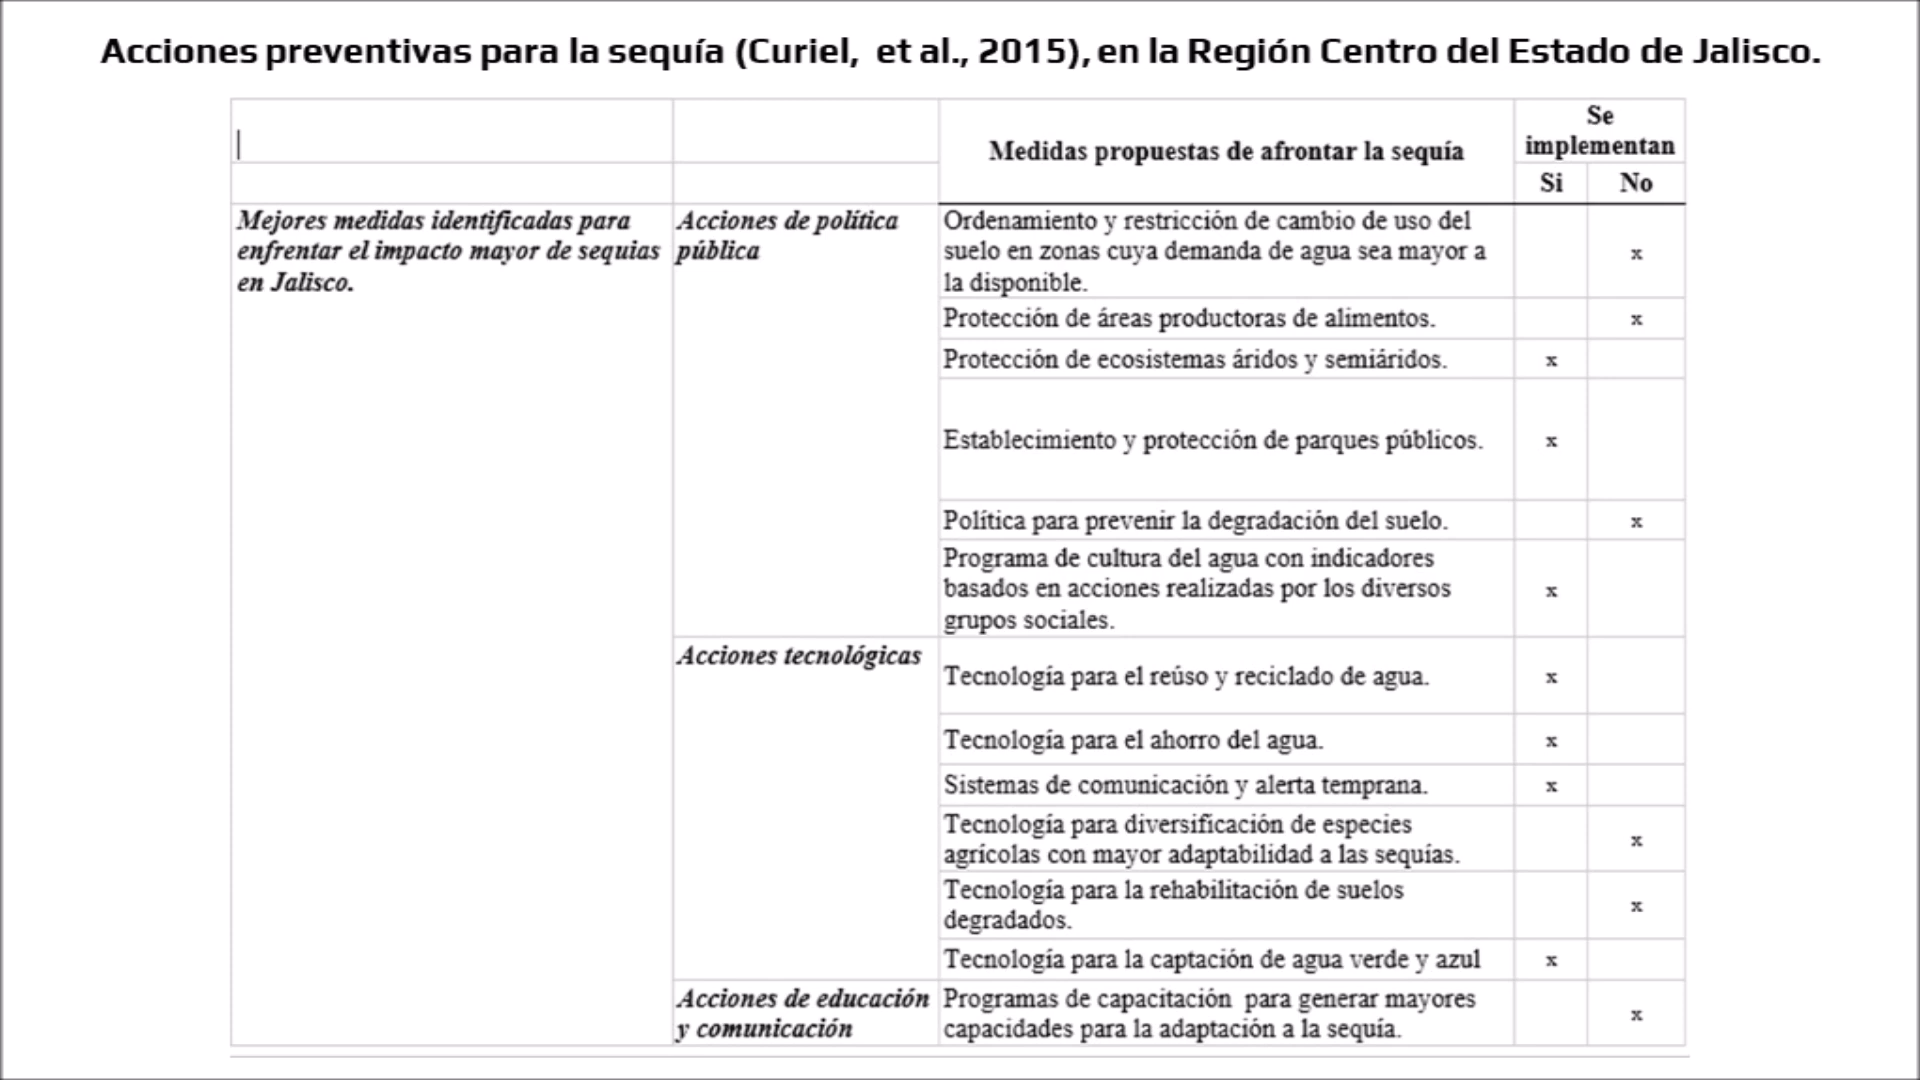 Acciones preventivas para la sequía (Curiel, et al., 2015), en la Región Centro del Estado de Jalisco.
Medidas propuestas de afrontar la sequía
Se
implementan
Si No
Mejores medidas identificadas para
enfrentar el impacto mayor de sequias
en Jalisco.
Acciones de política
pública
Ordenamiento y restricción de cambio de uso del
suelo en zonas cuya demanda de agua sea mayor a
la disponible.
x
Protección de áreas productoras de alimentos.
x
Protección de ecosistemas áridos y semiáridos.
x
Establecimiento y protección de parques públicos.
x
Política para prevenir la degradación del suelo.
x
Programa de cultura del agua con indicadores
basados en acciones realizadas por los diversos
grupos sociales.
x
Acciones tecnológicas
Tecnología para el reúso y reciclado de agua.
x
Tecnología para el ahorro del agua.
x
Sistemas de comunicación y alerta temprana.
x
Tecnología para diversificación de especies
agrícolas con mayor adaptabilidad a las sequías.
x
Tecnología para la rehabilitación de suelos
degradados.
x
Tecnología para la captación de agua verde y azul
x
Acciones de educación
y comunicación
Programas de capacitación para generar mayores
capacidades para la adaptación a la sequía.
x